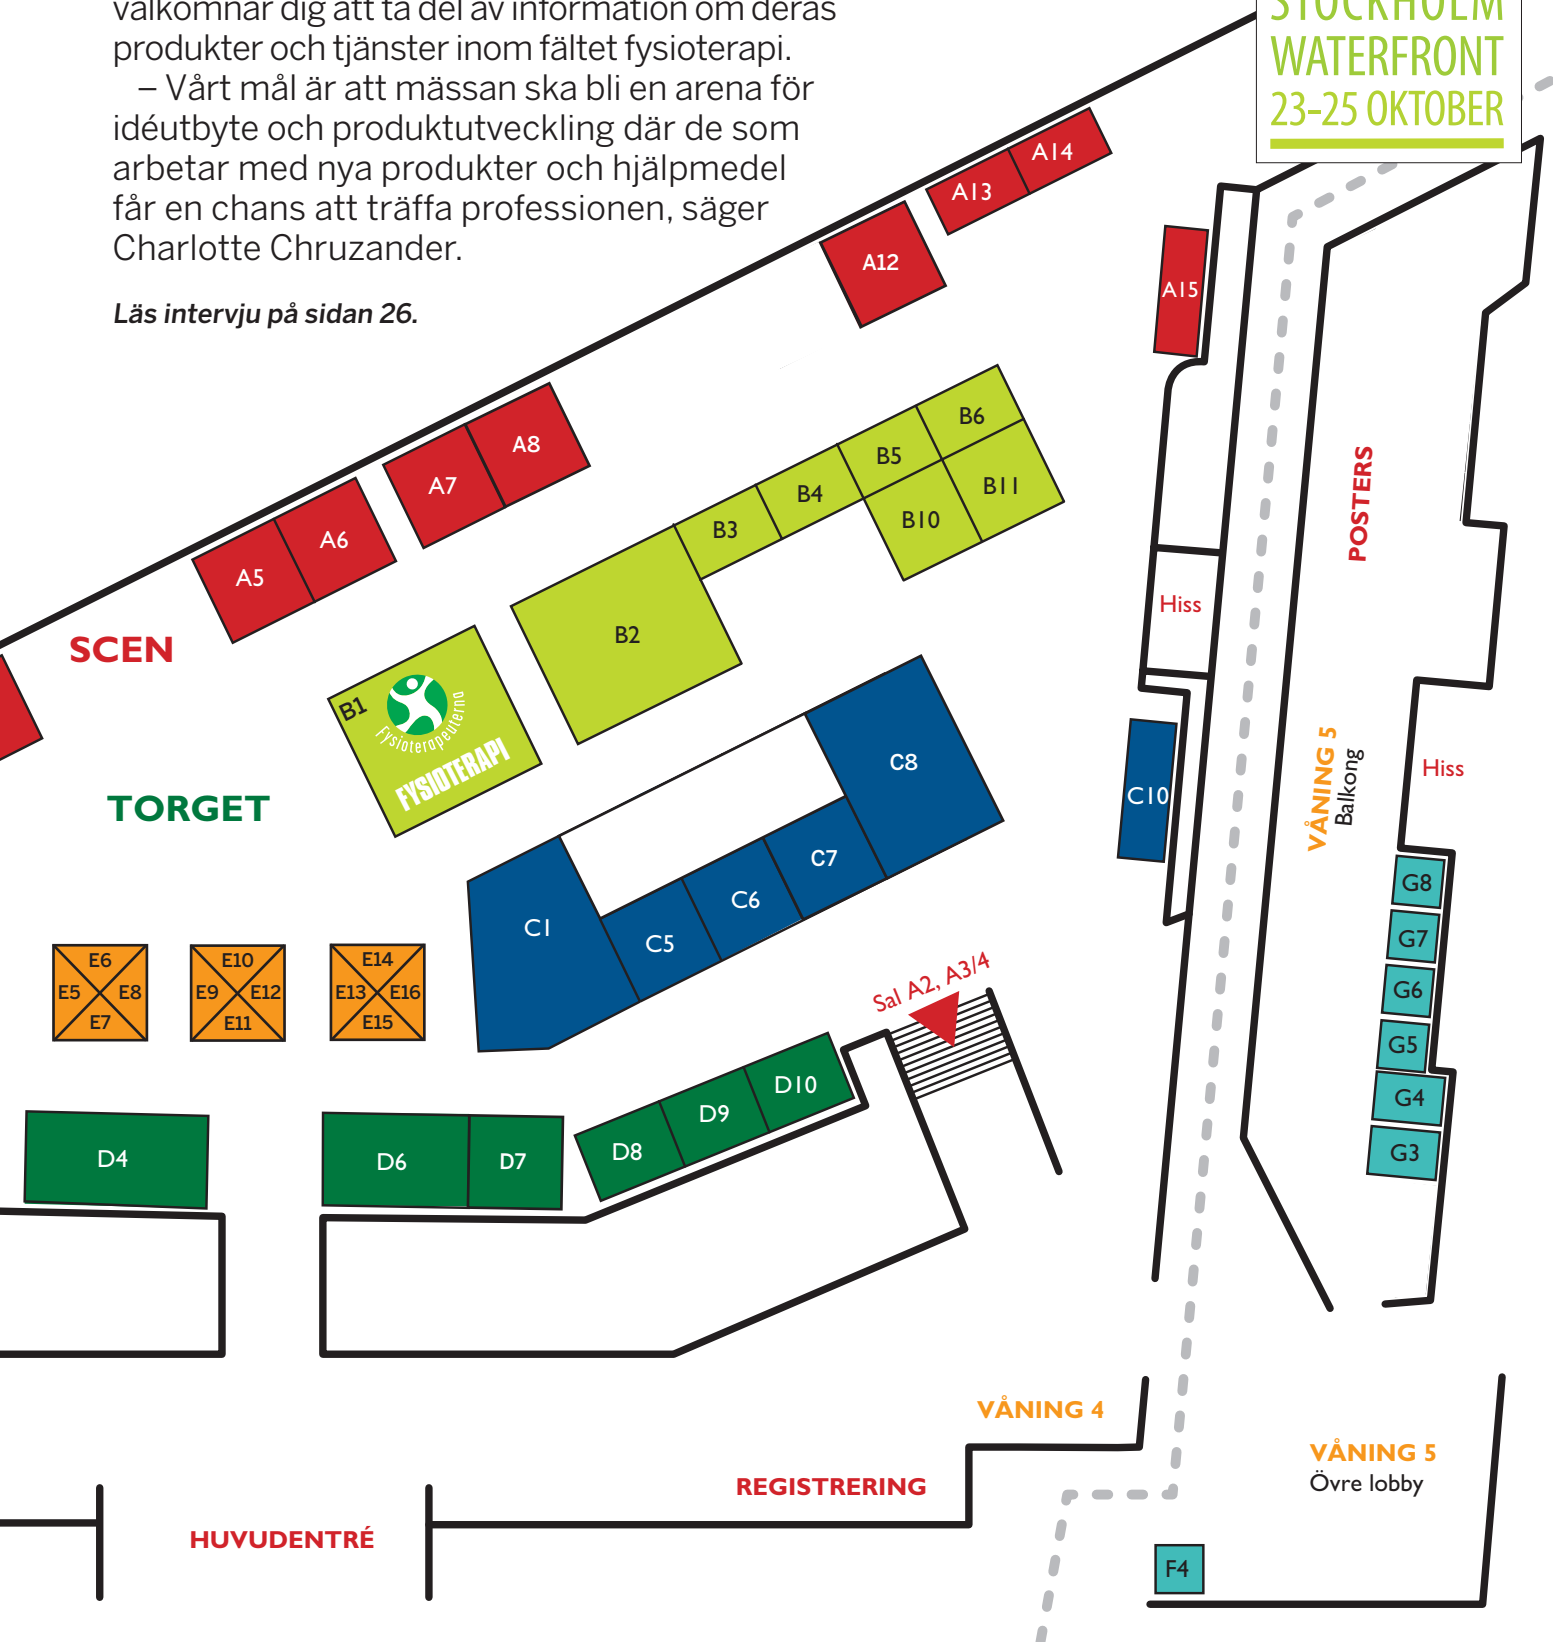 välkomnar dig att ta del av information om deras
produkter och tjänster inom fältet fysioterapi.
– Vårt mål är att mässan ska bli en arena för
idéutbyte och produktutveckling där de som
arbetar med nya produkter och hjälpmedel
får en chans att träffa professionen, säger
Charlotte Chruzander.
Läs intervju på sidan 26.
STOCKHOLM
WATERFRONT
23–25 OKTOBER
A14
A13
A12
A15
A8
A7
A6
A5
B6
B5
B11
B4
B10
B3
B2
B1
Fysioterapeuterna
FYSIOTERAPI
SCEN
TORGET
POSTERS
Hiss
VÅNING 5
Balkong
Hiss
C8
C10
C7
C6
C1
C5
E6
E5
E8
E7
E10
E9
E12
E11
E14
E13
E16
E15
Sal A2, A3/4
G8
G7
G6
G5
G4
G3
D10
D9
D8
D4
D6
D7
VÅNING 4
REGISTRERING
HUVUDENTRÉ
VÅNING 5
Övre lobby
F4